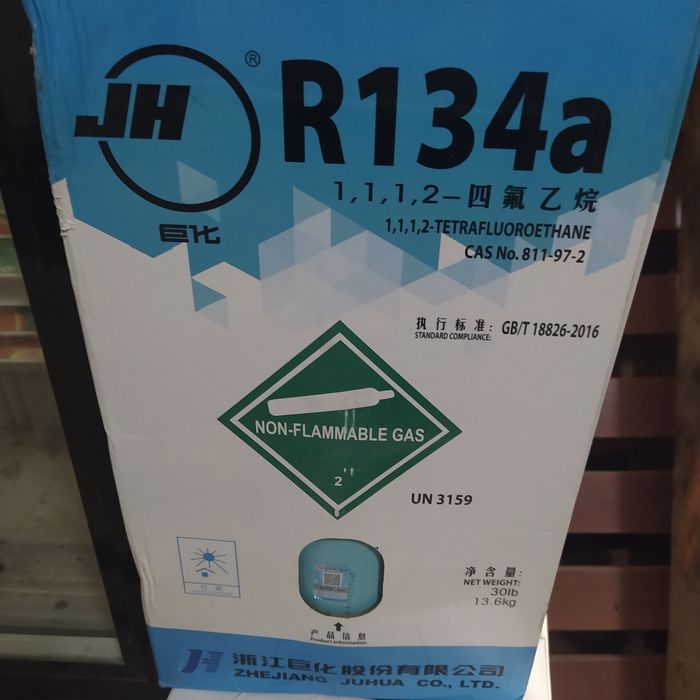 JH ®
巨化
R134a
1,1,1,2-四氟乙烷
1,1,1,2-TETRAFLUOROETHANE
CAS No. 811-97-2
执行标准: GB/T 18826-2016
STANDARD COMPLIANCE:
NON-FLAMMABLE GAS
2
UN 3159
净含量:
NET WEIGHT:
30lb
13.6kg
产品信息
Product information
JH 浙江巨化股份有限公司
ZHEJIANG JUHUA CO., LTD.